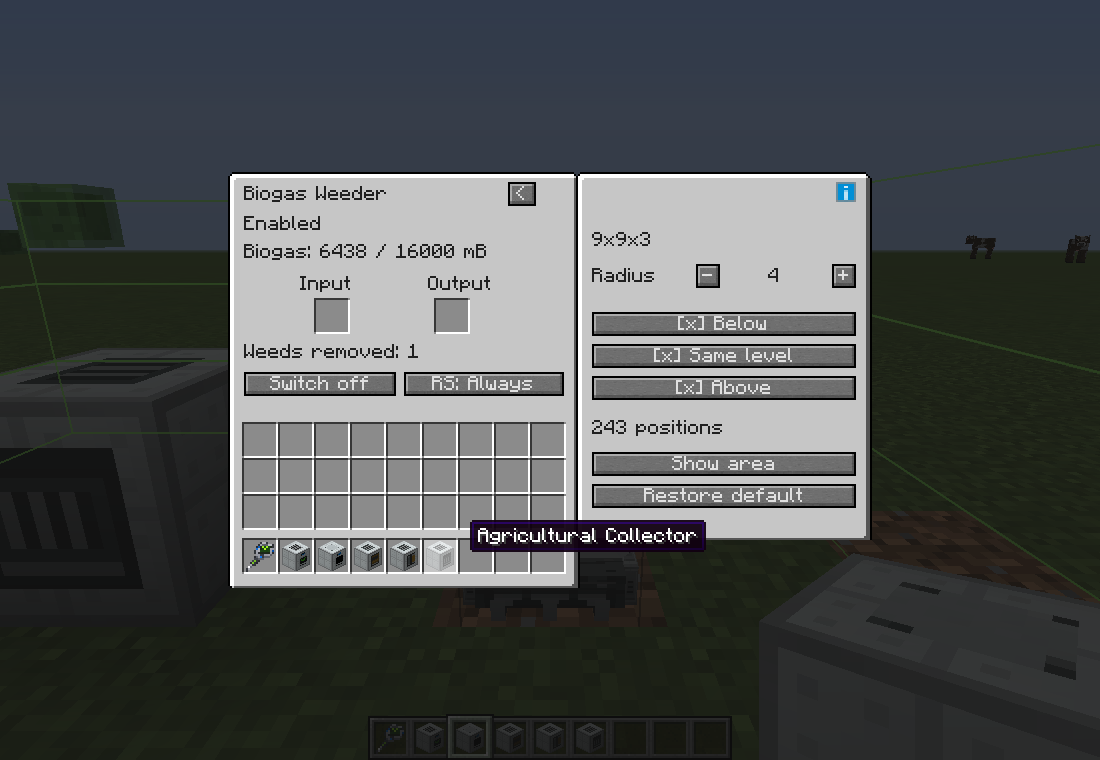 Biogas Weeder
<
Enabled
Biogas: 6438 / 16000 mB
Input Output
Weeds removed: 1
Switch off RS: Always
i
9x9x3
Radius - 4 +
[x] Below
[x] Same level
[x] Above
243 positions
Show area
Restore default
Agricultural Collector